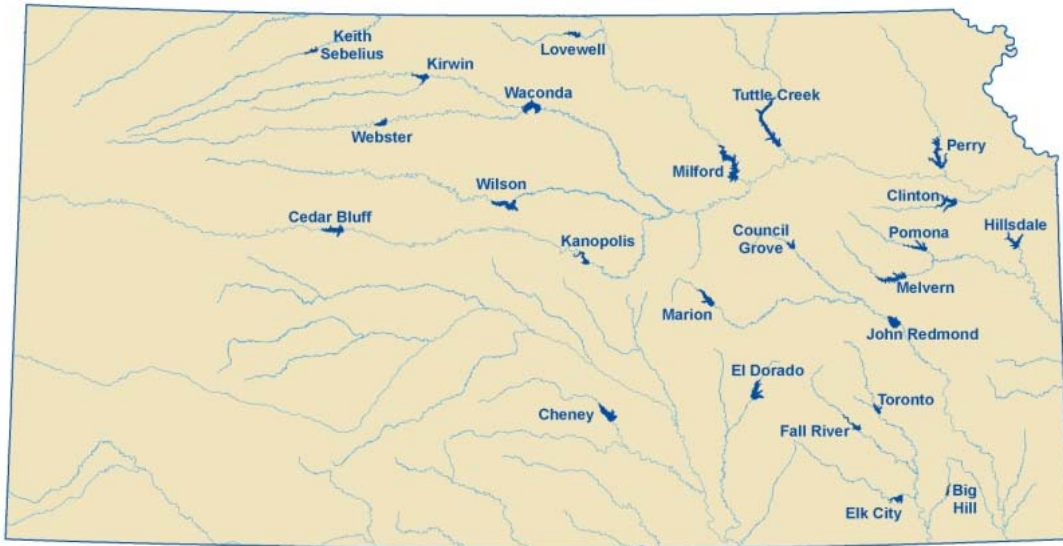 Keith
Sebelius
Lovewell
Kirwin
Waconda
Tuttle Creek
Webster
Perry
Milford
Wilson
Clinton
Cedar Bluff
Council
Grove
Pomona
Hillsdale
Kanopolis
Melvern
Marion
John Redmond
El Dorado
Toronto
Cheney
Fall River
Big
Hill
Elk City